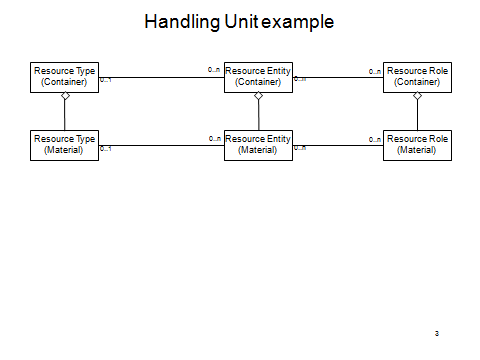 Handling Unit example
Resource Type
(Container)
0..1
0..n
Resource Entity
(Container)
0..n
0..n
Resource Role
(Container)
Resource Type
(Material)
0..1
0..n
Resource Entity
(Material)
0..n
0..n
Resource Role
(Material)
3